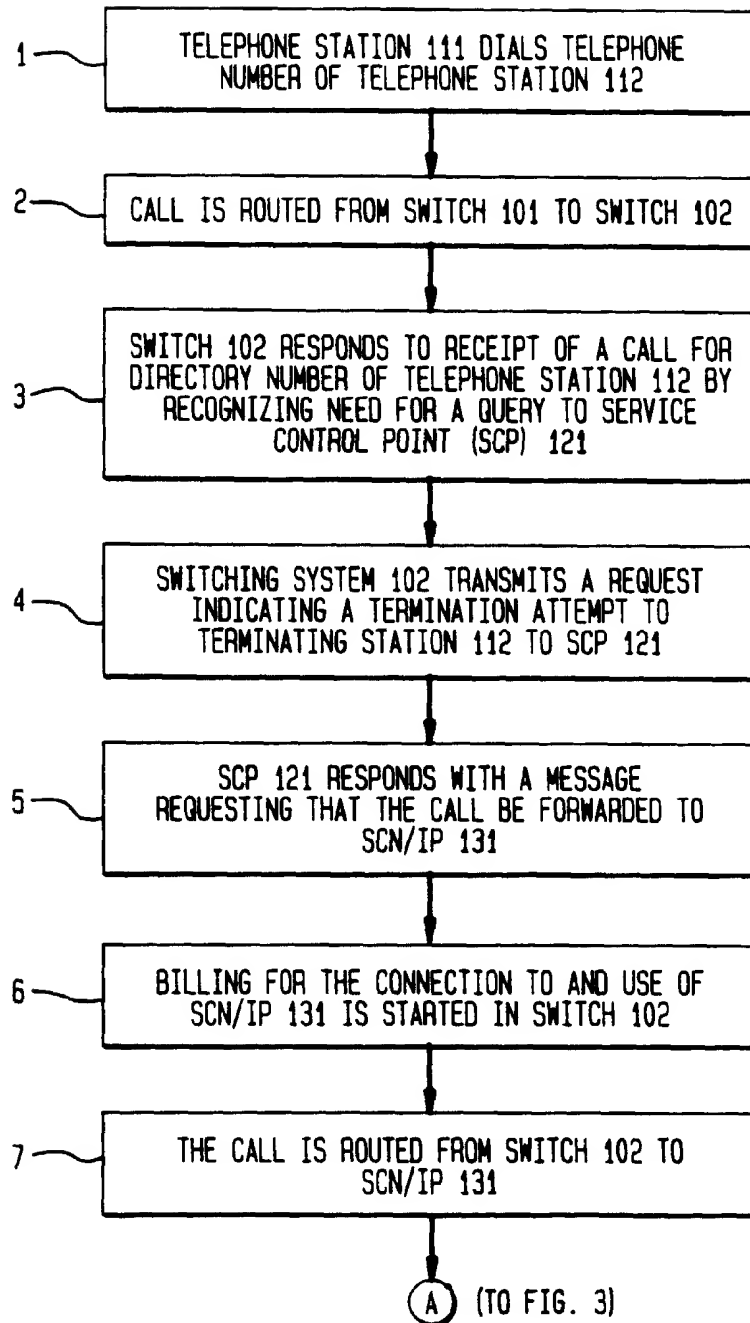 1
TELEPHONE STATION 111 DIALS TELEPHONE
NUMBER OF TELEPHONE STATION 112
2
CALL IS ROUTED FROM SWITCH 101 TO SWITCH 102
3
SWITCH 102 RESPONDS TO RECEIPT OF A CALL FOR
DIRECTORY NUMBER OF TELEPHONE STATION 112 BY
RECOGNIZING NEED FOR A QUERY TO SERVICE
CONTROL POINT (SCP) 121
4
SWITCHING SYSTEM 102 TRANSMITS A REQUEST
INDICATING A TERMINATION ATTEMPT TO
TERMINATING STATION 112 TO SCP 121
5
SCP 121 RESPONDS WITH A MESSAGE
REQUESTING THAT THE CALL BE FORWARDED TO
SCN/IP 131
6
BILLING FOR THE CONNECTION TO AND USE OF
SCN/IP 131 IS STARTED IN SWITCH 102
7
THE CALL IS ROUTED FROM SWITCH 102 TO
SCN/IP 131
A (TO FIG. 3)